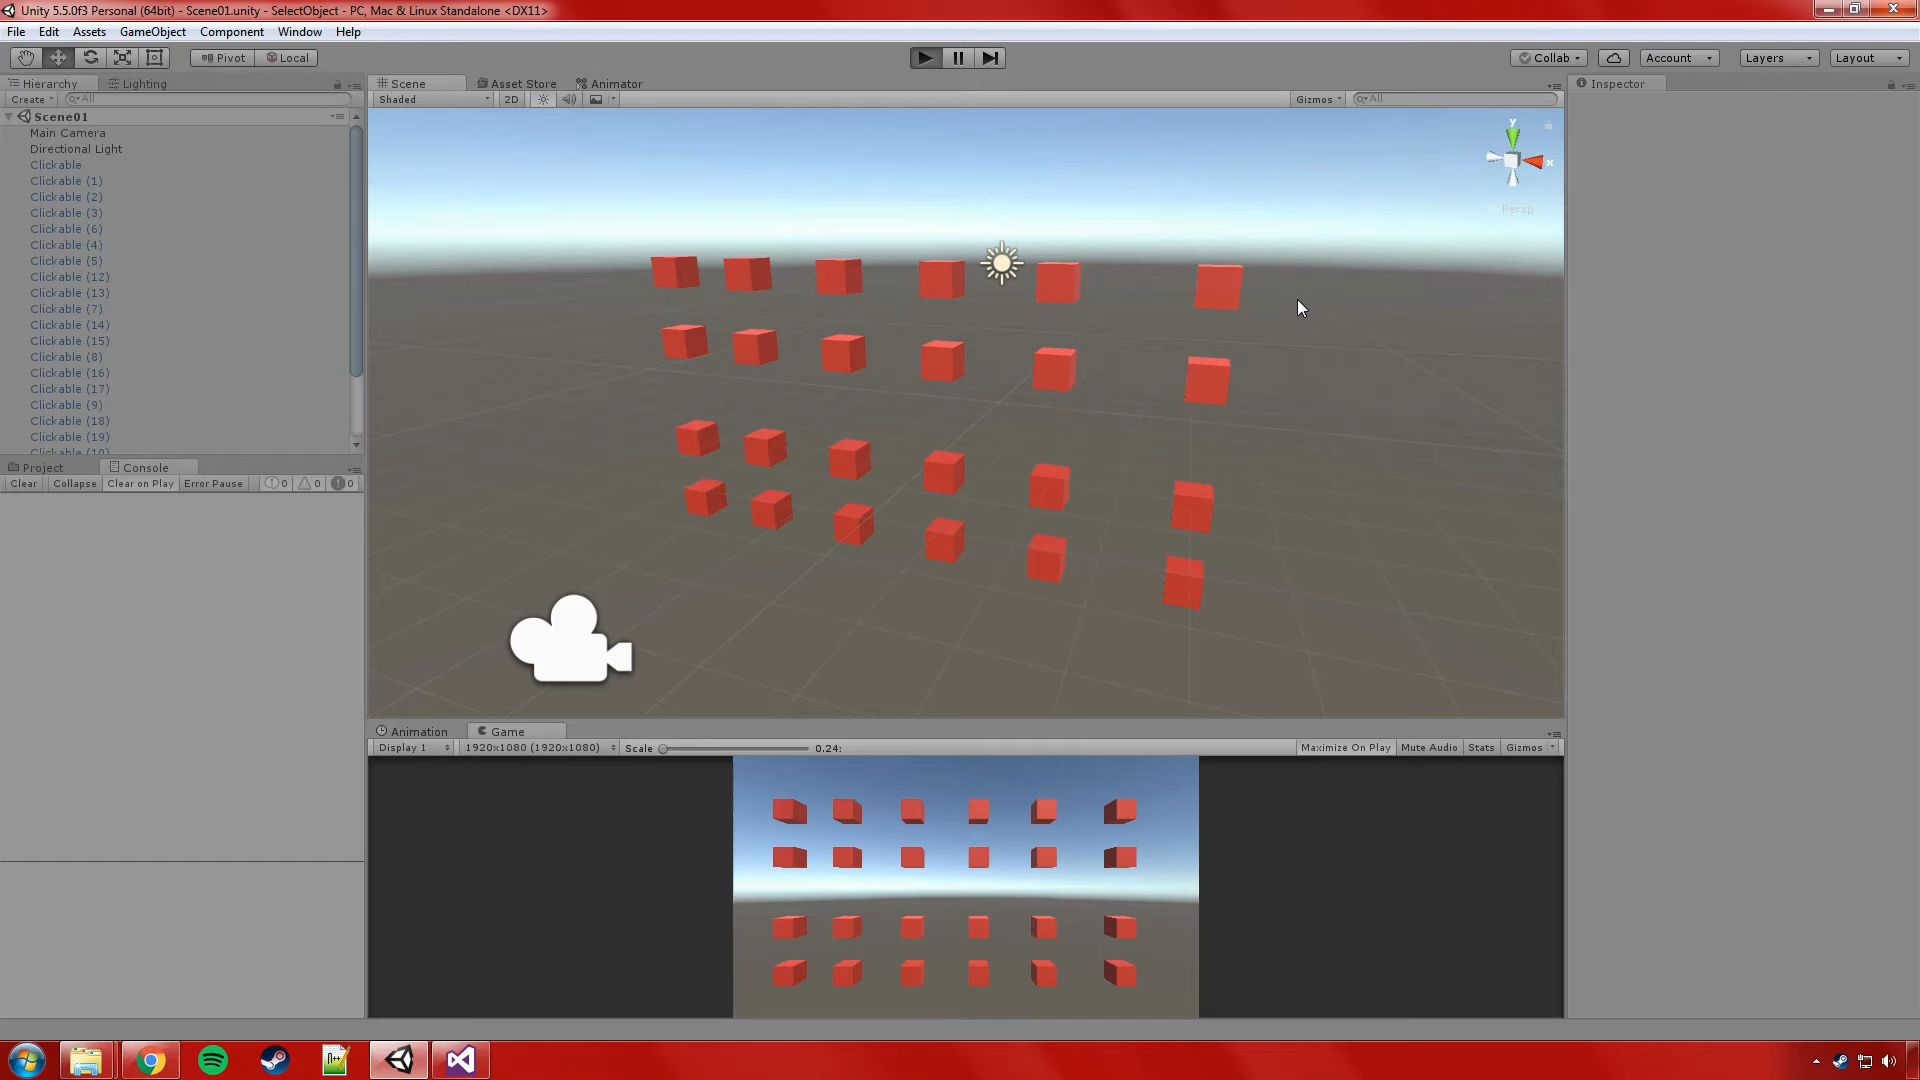 Unity 5.5.0f3 Personal (64bit) - Scene01.unity - SelectObject - PC, Mac & Linux Standalone <DX11>
File Edit Assets GameObject Component Window Help
Pivot Local Collab Account Layers Layout
Hierarchy Lighting Scene Asset Store Animator Inspector
Create All Shaded 2D Gizmos All
Scene01
Main Camera
Directional Light
Clickable
Clickable (1)
Clickable (2)
Clickable (3)
Clickable (6)
Clickable (4)
Clickable (5)
Clickable (12)
Clickable (13)
Clickable (7)
Clickable (14)
Clickable (15)
Clickable (8)
Clickable (16)
Clickable (17)
Clickable (9)
Clickable (18)
Clickable (19)
Clickable (10)
y
x
Persp
Project Console
Clear Collapse Clear on Play Error Pause 0 0 0
Animation Game
Display 1 1920x1080 (1920x1080) Scale 0.24: Maximize On Play Mute Audio Stats Gizmos